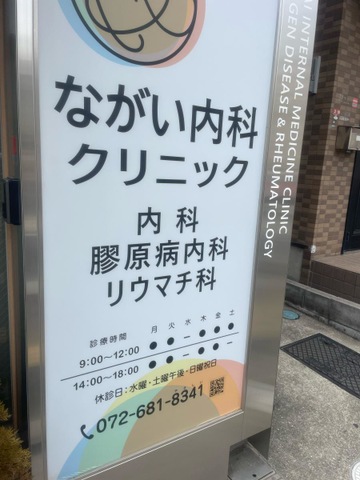 ながい内科
クリニック
内科
膠原病内科
リウマチ科
診療時間 月 火 水 木 金 土
9:00~12:00 ● ● – ● ● ●
14:00~18:00 ● ● – ● ● –
休診日:水曜・土曜午後・日曜祝日
072-681-8341
INTERNAL MEDICINE CLINIC
GEN DISEASE & RHEUMATOLOGY